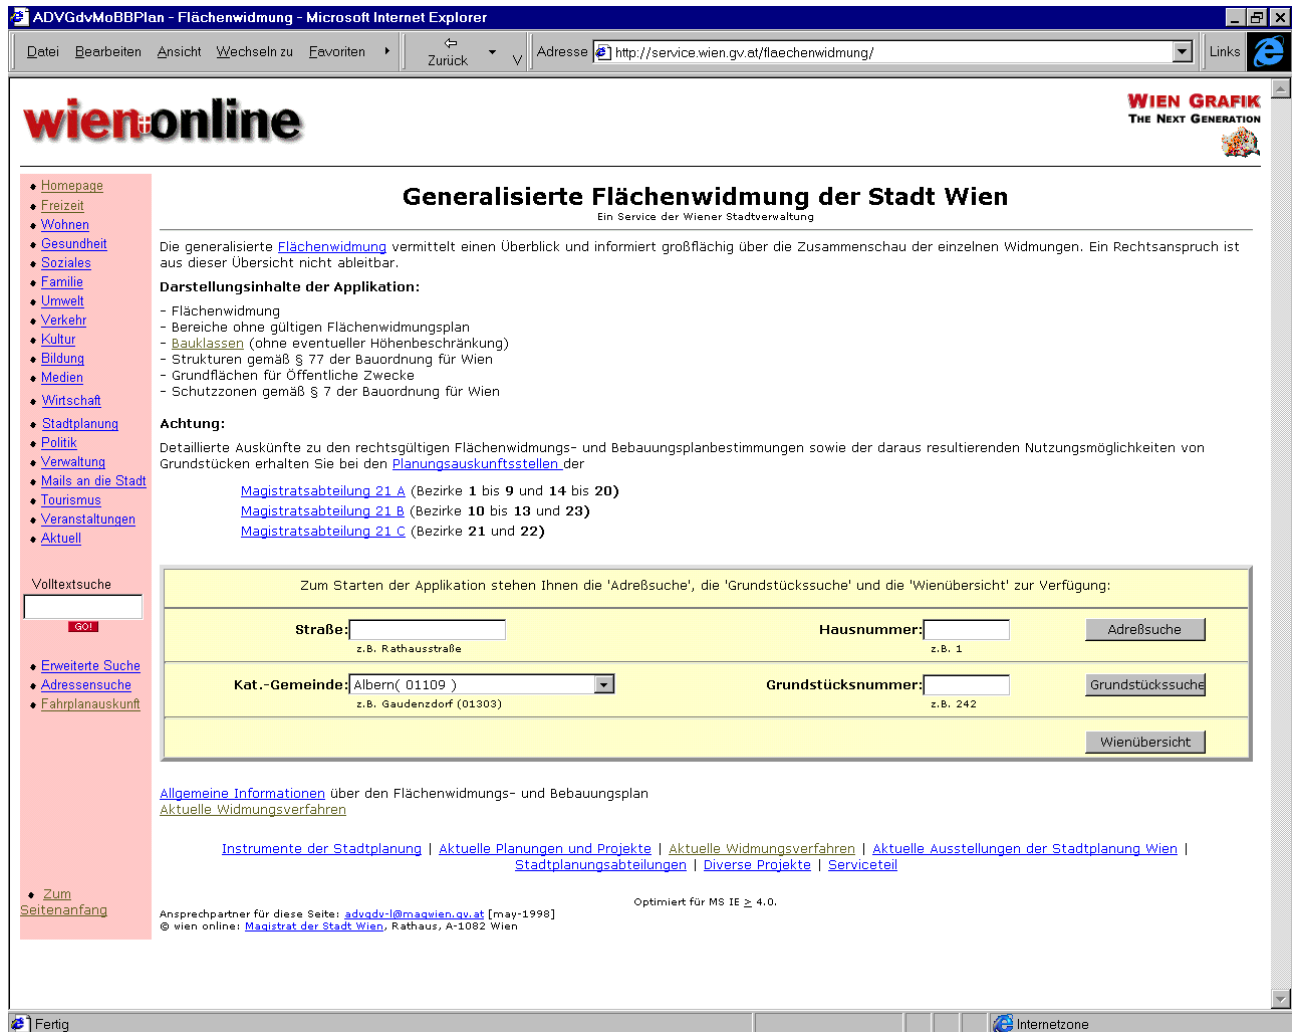 ADVGdvMoBBPlan - Flächenwidmung - Microsoft Internet Explorer
Datei Bearbeiten Ansicht Wechseln zu Favoriten Zurück V Adresse http://service.wien.gv.at/flaechenwidmung/ Links
wien online
WIEN GRAFIK
THE NEXT GENERATION
Homepage
Freizeit
Wohnen
Gesundheit
Soziales
Familie
Umwelt
Verkehr
Kultur
Bildung
Medien
Wirtschaft
Stadtplanung
Politik
Verwaltung
Mails an die Stadt
Tourismus
Veranstaltungen
Aktuell
Volltextsuche
GO!
Erweiterte Suche
Adressensuche
Fahrplanauskunft
Zum
Seitenanfang
Generalisierte Flächenwidmung der Stadt Wien
Ein Service der Wiener Stadtverwaltung
Die generalisierte Flächenwidmung vermittelt einen Überblick und informiert großflächig über die Zusammenschau der einzelnen Widmungen. Ein Rechtsanspruch ist
aus dieser Übersicht nicht ableitbar.
Darstellungsinhalte der Applikation:
- Flächenwidmung
- Bereiche ohne gültigen Flächenwidmungsplan
- Bauklassen (ohne eventueller Höhenbeschränkung)
- Strukturen gemäß § 77 der Bauordnung für Wien
- Grundflächen für Öffentliche Zwecke
- Schutzzonen gemäß § 7 der Bauordnung für Wien
Achtung:
Detaillierte Auskünfte zu den rechtsgültigen Flächenwidmungs- und Bebauungsplanbestimmungen sowie der daraus resultierenden Nutzungsmöglichkeiten von
Grundstücken erhalten Sie bei den Planungsauskunftsstellen der
Magistratsabteilung 21 A (Bezirke 1 bis 9 und 14 bis 20)
Magistratsabteilung 21 B (Bezirke 10 bis 13 und 23)
Magistratsabteilung 21 C (Bezirke 21 und 22)
Zum Starten der Applikation stehen Ihnen die 'Adreßsuche', die 'Grundstückssuche' und die 'Wienübersicht' zur Verfügung:
Straße: Hausnummer: Adreßsuche
z.B. Rathausstraße z.B. 1
Kat.-Gemeinde: Albern( 01109 ) Grundstücksnummer: Grundstückssuche
z.B. Gaudenzdorf (01303) z.B. 242
Wienübersicht
Allgemeine Informationen über den Flächenwidmungs- und Bebauungsplan
Aktuelle Widmungsverfahren
Instrumente der Stadtplanung | Aktuelle Planungen und Projekte | Aktuelle Widmungsverfahren | Aktuelle Ausstellungen der Stadtplanung Wien |
Stadtplanungsabteilungen | Diverse Projekte | Serviceteil
Optimiert für MS IE ≥ 4.0.
Ansprechpartner für diese Seite: advgdv-l@magwien.gv.at [may-1998]
© wien online: Magistrat der Stadt Wien, Rathaus, A-1082 Wien
Fertig Internetzone